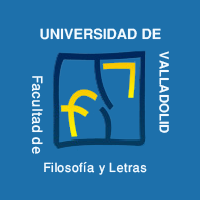 UNIVERSIDAD DE
VALLADOLID
Facultad de
Filosofía y Letras